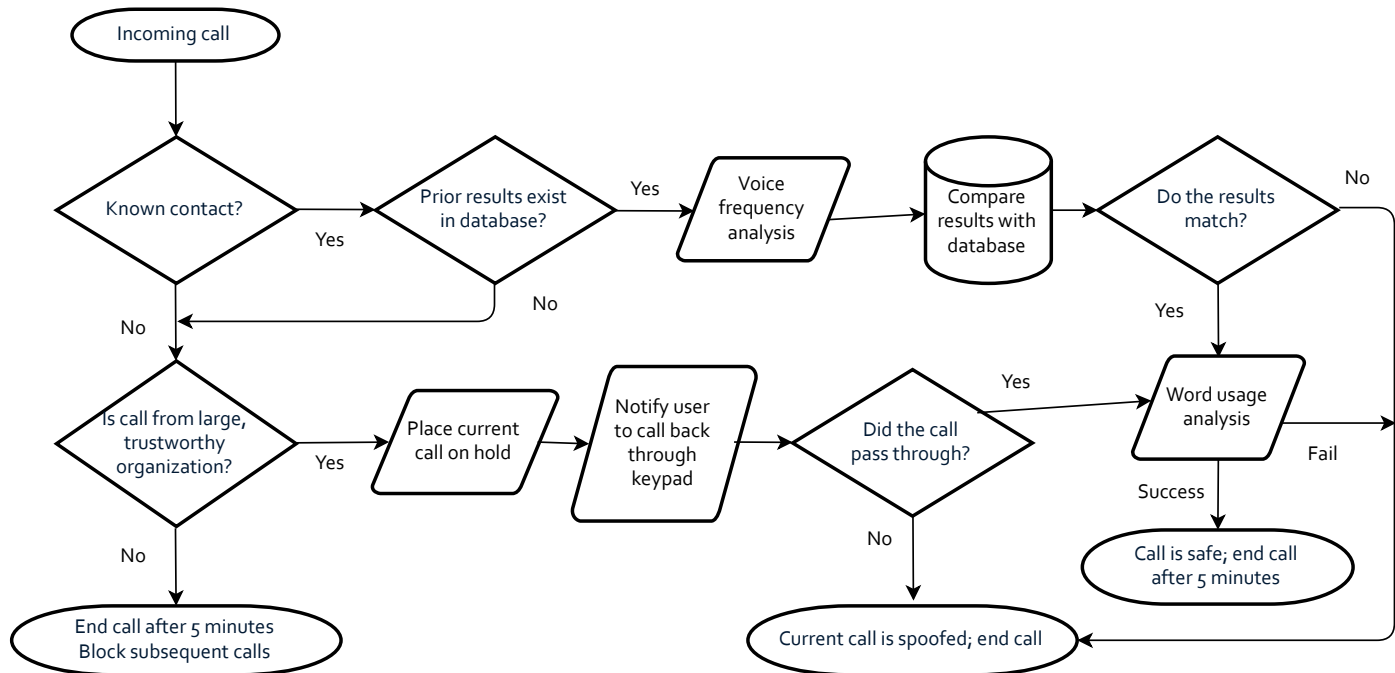 Incoming call
Known contact?
Yes
Prior results exist
in database?
Yes
Voice
frequency
analysis
Compare
results with
database
Do the results
match?
No
No
No
Yes
Is call from large,
trustworthy
organization?
Yes
Place current
call on hold
Notify user
to call back
through
keypad
Did the call
pass through?
Yes
Word usage
analysis
Fail
Success
No
No
Call is safe; end call
after 5 minutes
End call after 5 minutes
Block subsequent calls
Current call is spoofed; end call